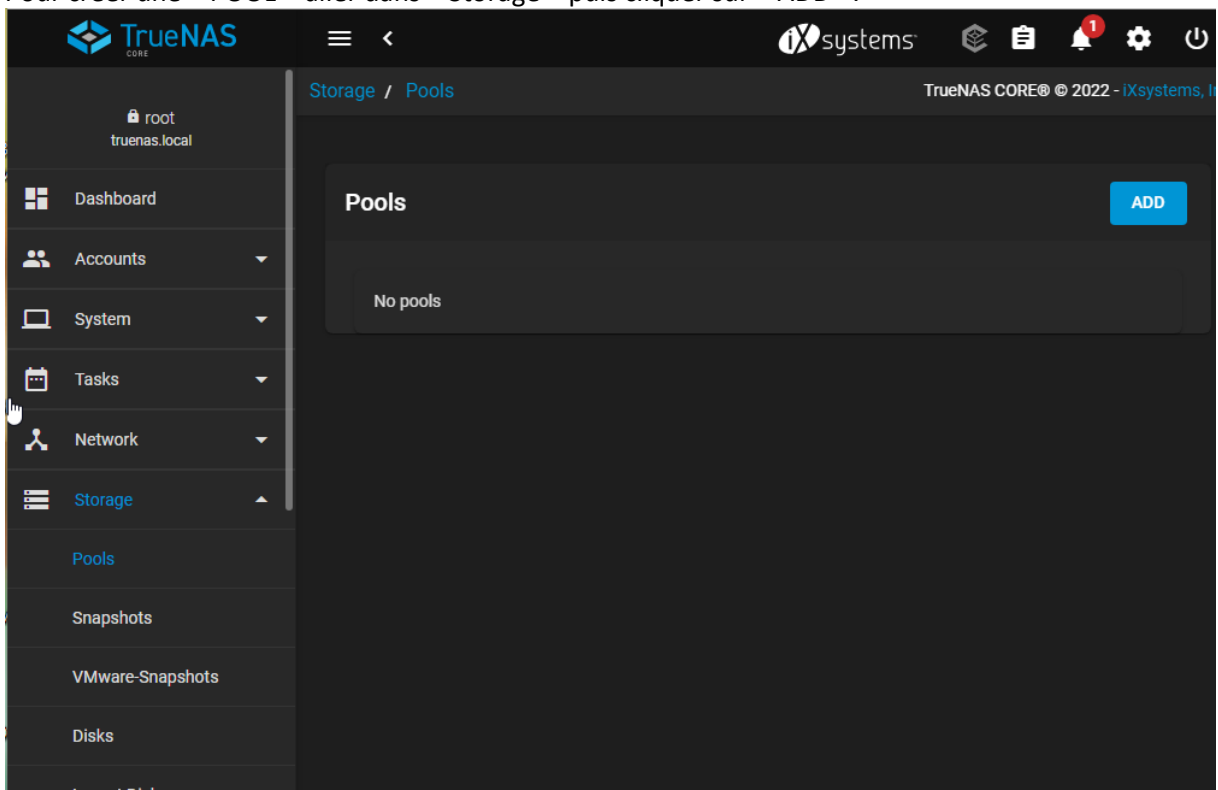 TrueNAS
CORE
iXsystems
1
root
truenas.local
Storage / Pools
TrueNAS CORE® © 2022 - iXsystems,
Dashboard
Accounts
System
Tasks
Network
Storage
Pools
Snapshots
VMware-Snapshots
Disks
Pools
ADD
No pools